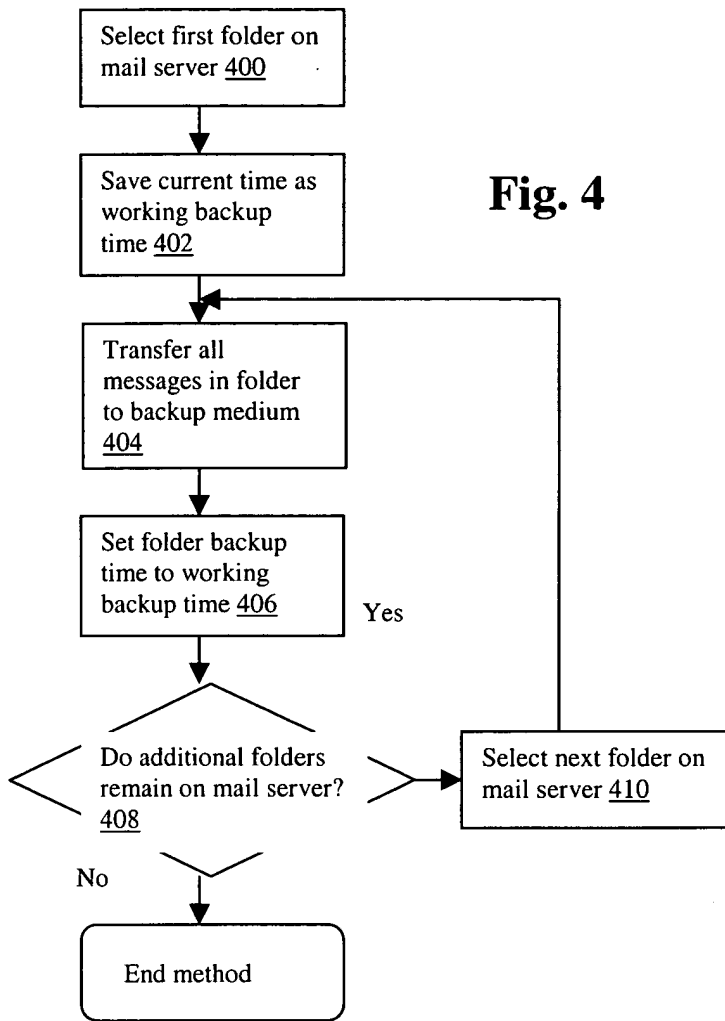 Select first folder on
mail server 400
Save current time as
working backup
time 402
Fig. 4
Transfer all
messages in folder
to backup medium
404
Set folder backup
time to working
backup time 406
Yes
Do additional folders
remain on mail server?
408
Select next folder on
mail server 410
No
End method